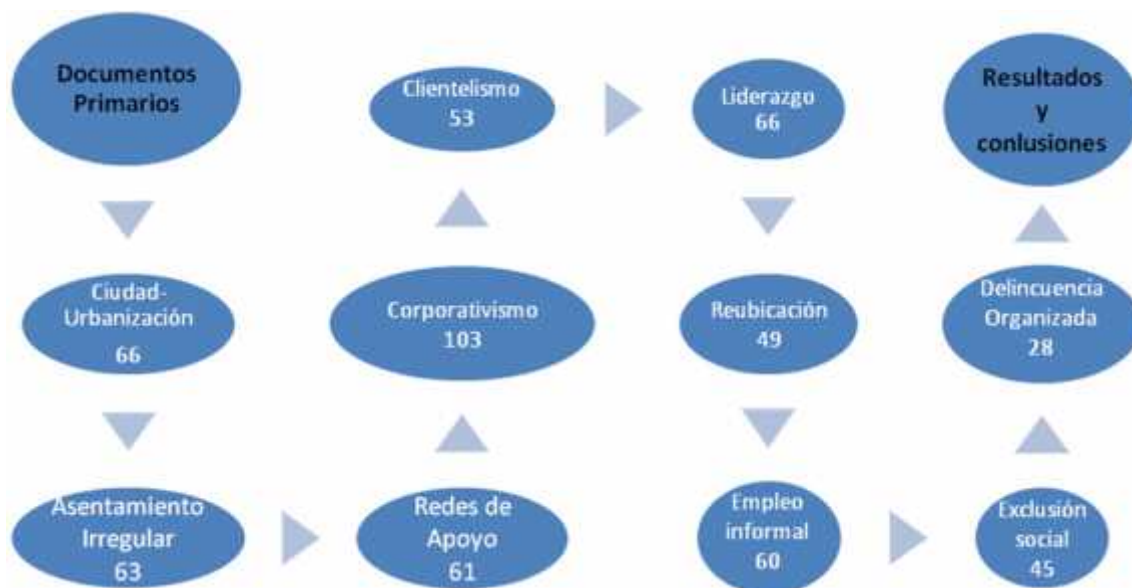 Documentos
Primarios
Ciudad-
Urbanización
66
Asentamiento
Irregular
63
Redes de
Apoyo
61
Corporativismo
103
Clientelismo
53
Liderazgo
66
Reubicación
49
Empleo
informal
60
Exclusión
social
45
Delincuencia
Organizada
28
Resultados
y
conlusiones